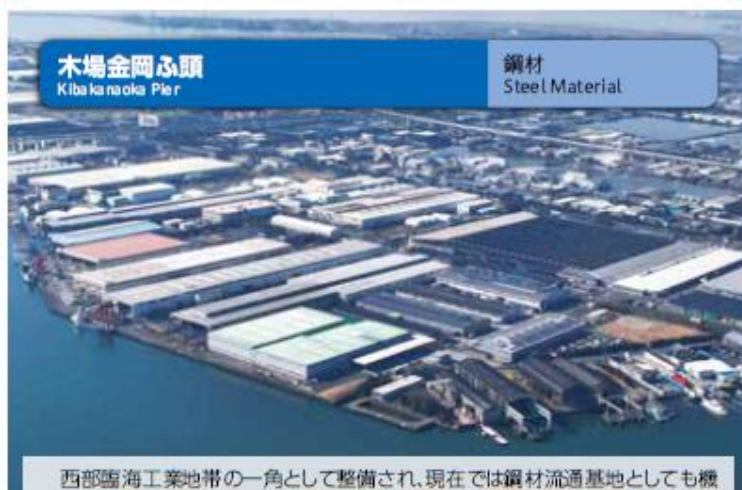 木場金岡ふ頭
Kibakanaoka Pier
鋼材
Steel Material
西部臨海工業地帯の一角として整備され、現在では鋼材流通基地としても機